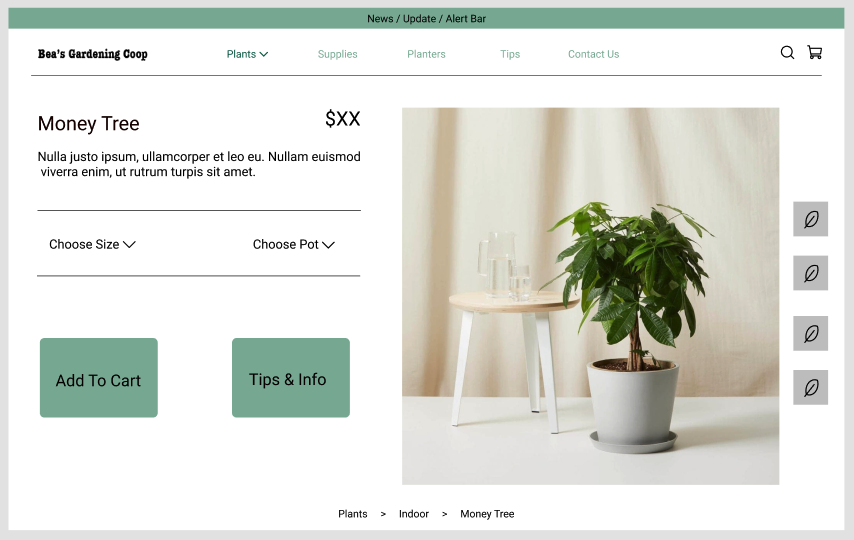 News / Update / Alert Bar
Bea's Gardening Coop
Plants
Supplies
Planters
Tips
Contact Us
Money Tree
$XX
Nulla justo ipsum, ullamcorper et leo eu. Nullam euismod
viverra enim, ut rutrum turpis sit amet.
Choose Size
Choose Pot
Add To Cart
Tips & Info
Plants > Indoor > Money Tree